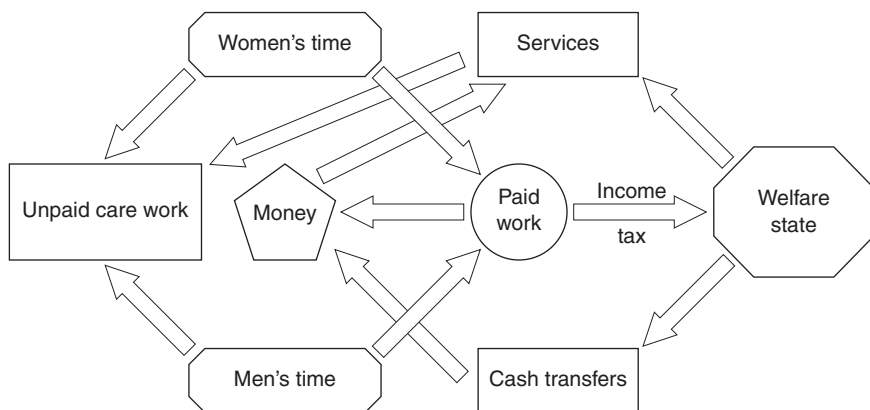 Women’s time
Services
Unpaid care work
Money
Paid
work
Income
tax
Welfare
state
Men’s time
Cash transfers